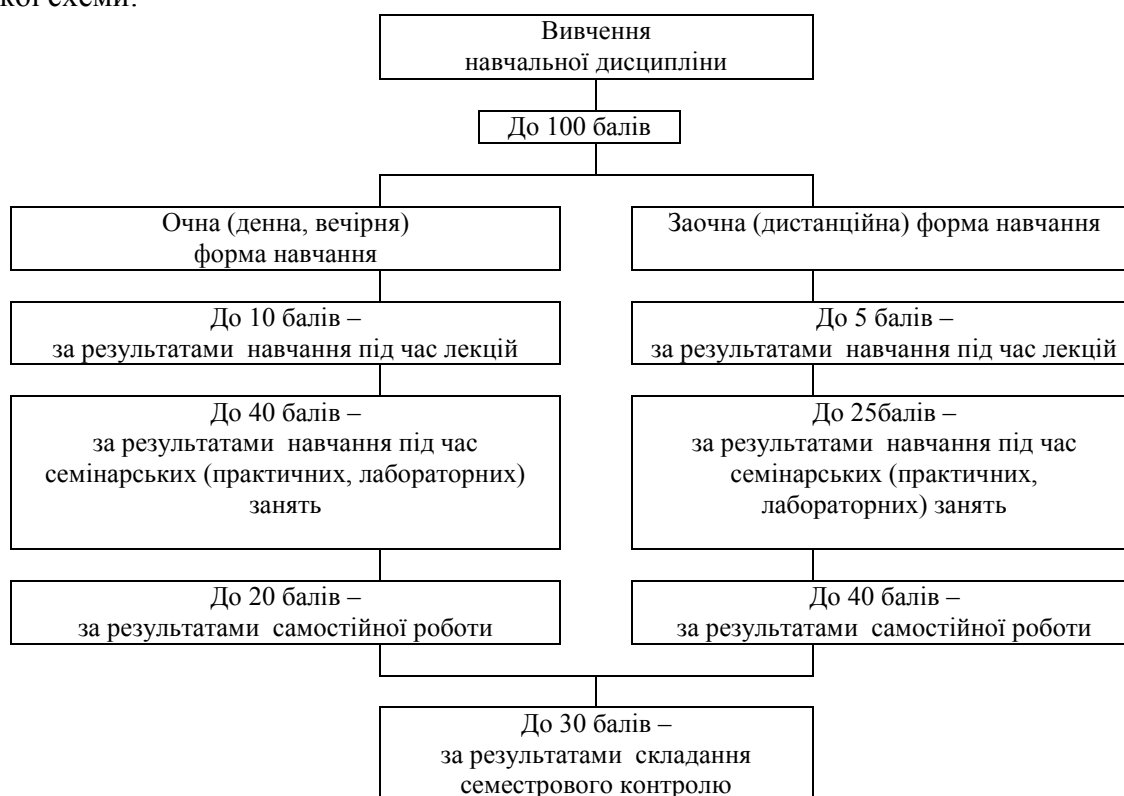 кої схеми:
Вивчення
навчальної дисципліни
До 100 балів
Очна (денна, вечірня)
форма навчання
Заочна (дистанційна) форма навчання
До 10 балів –
за результатами навчання під час лекцій
До 5 балів –
за результатами навчання під час лекцій
До 40 балів –
за результатами навчання під час
семінарських (практичних, лабораторних)
занять
До 25балів –
за результатами навчання під час
семінарських (практичних,
лабораторних) занять
До 20 балів –
за результатами самостійної роботи
До 40 балів –
за результатами самостійної роботи
До 30 балів –
за результатами складання
семестрового контролю